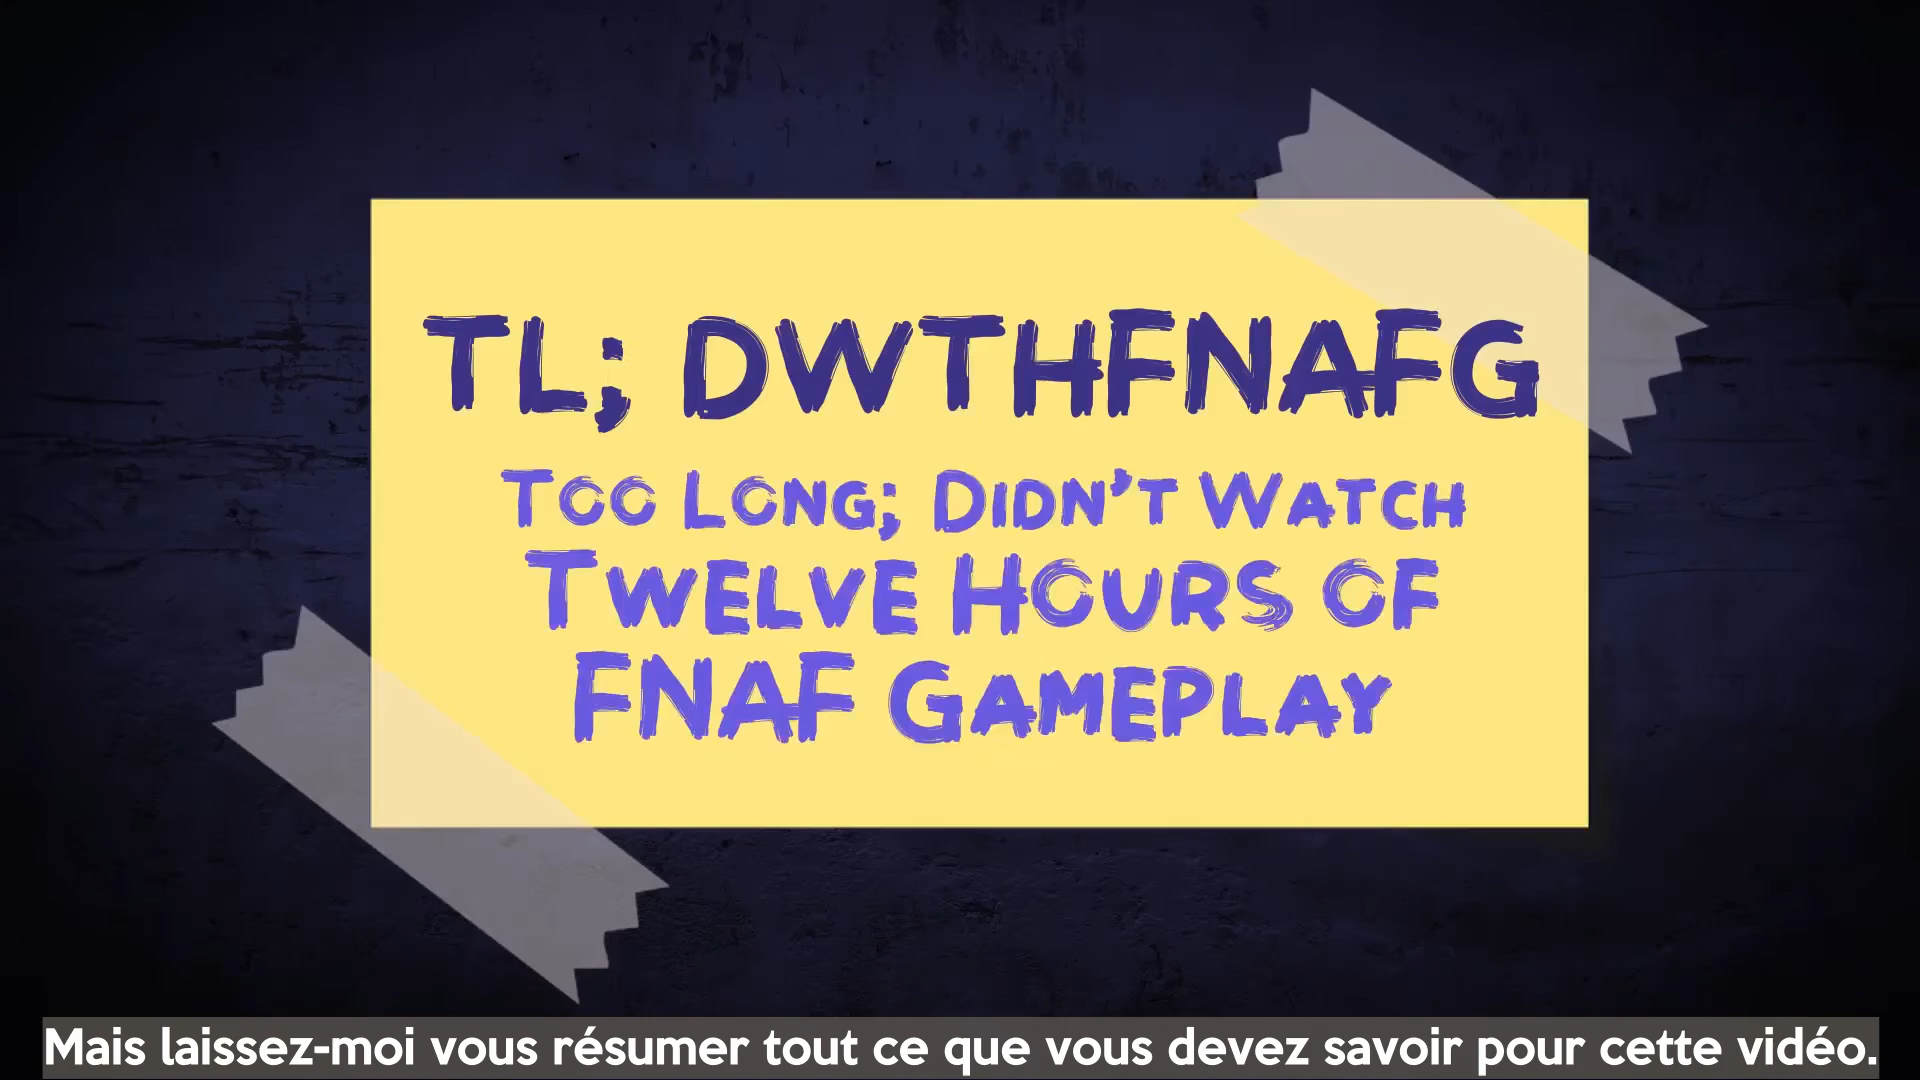 TL; DWTHFNAFG
Too Long; Didn't Watch
Twelve Hours of
FNAF Gameplay
Mais laissez-moi vous résumer tout ce que vous devez savoir pour cette vidéo.